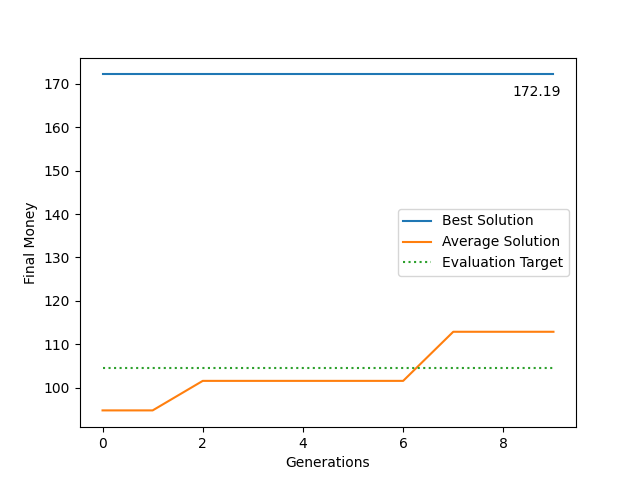 170
172.19
160
150
140
130
120
110
100
Final Money
Best Solution
Average Solution
Evaluation Target
0 2 4 6 8
Generations